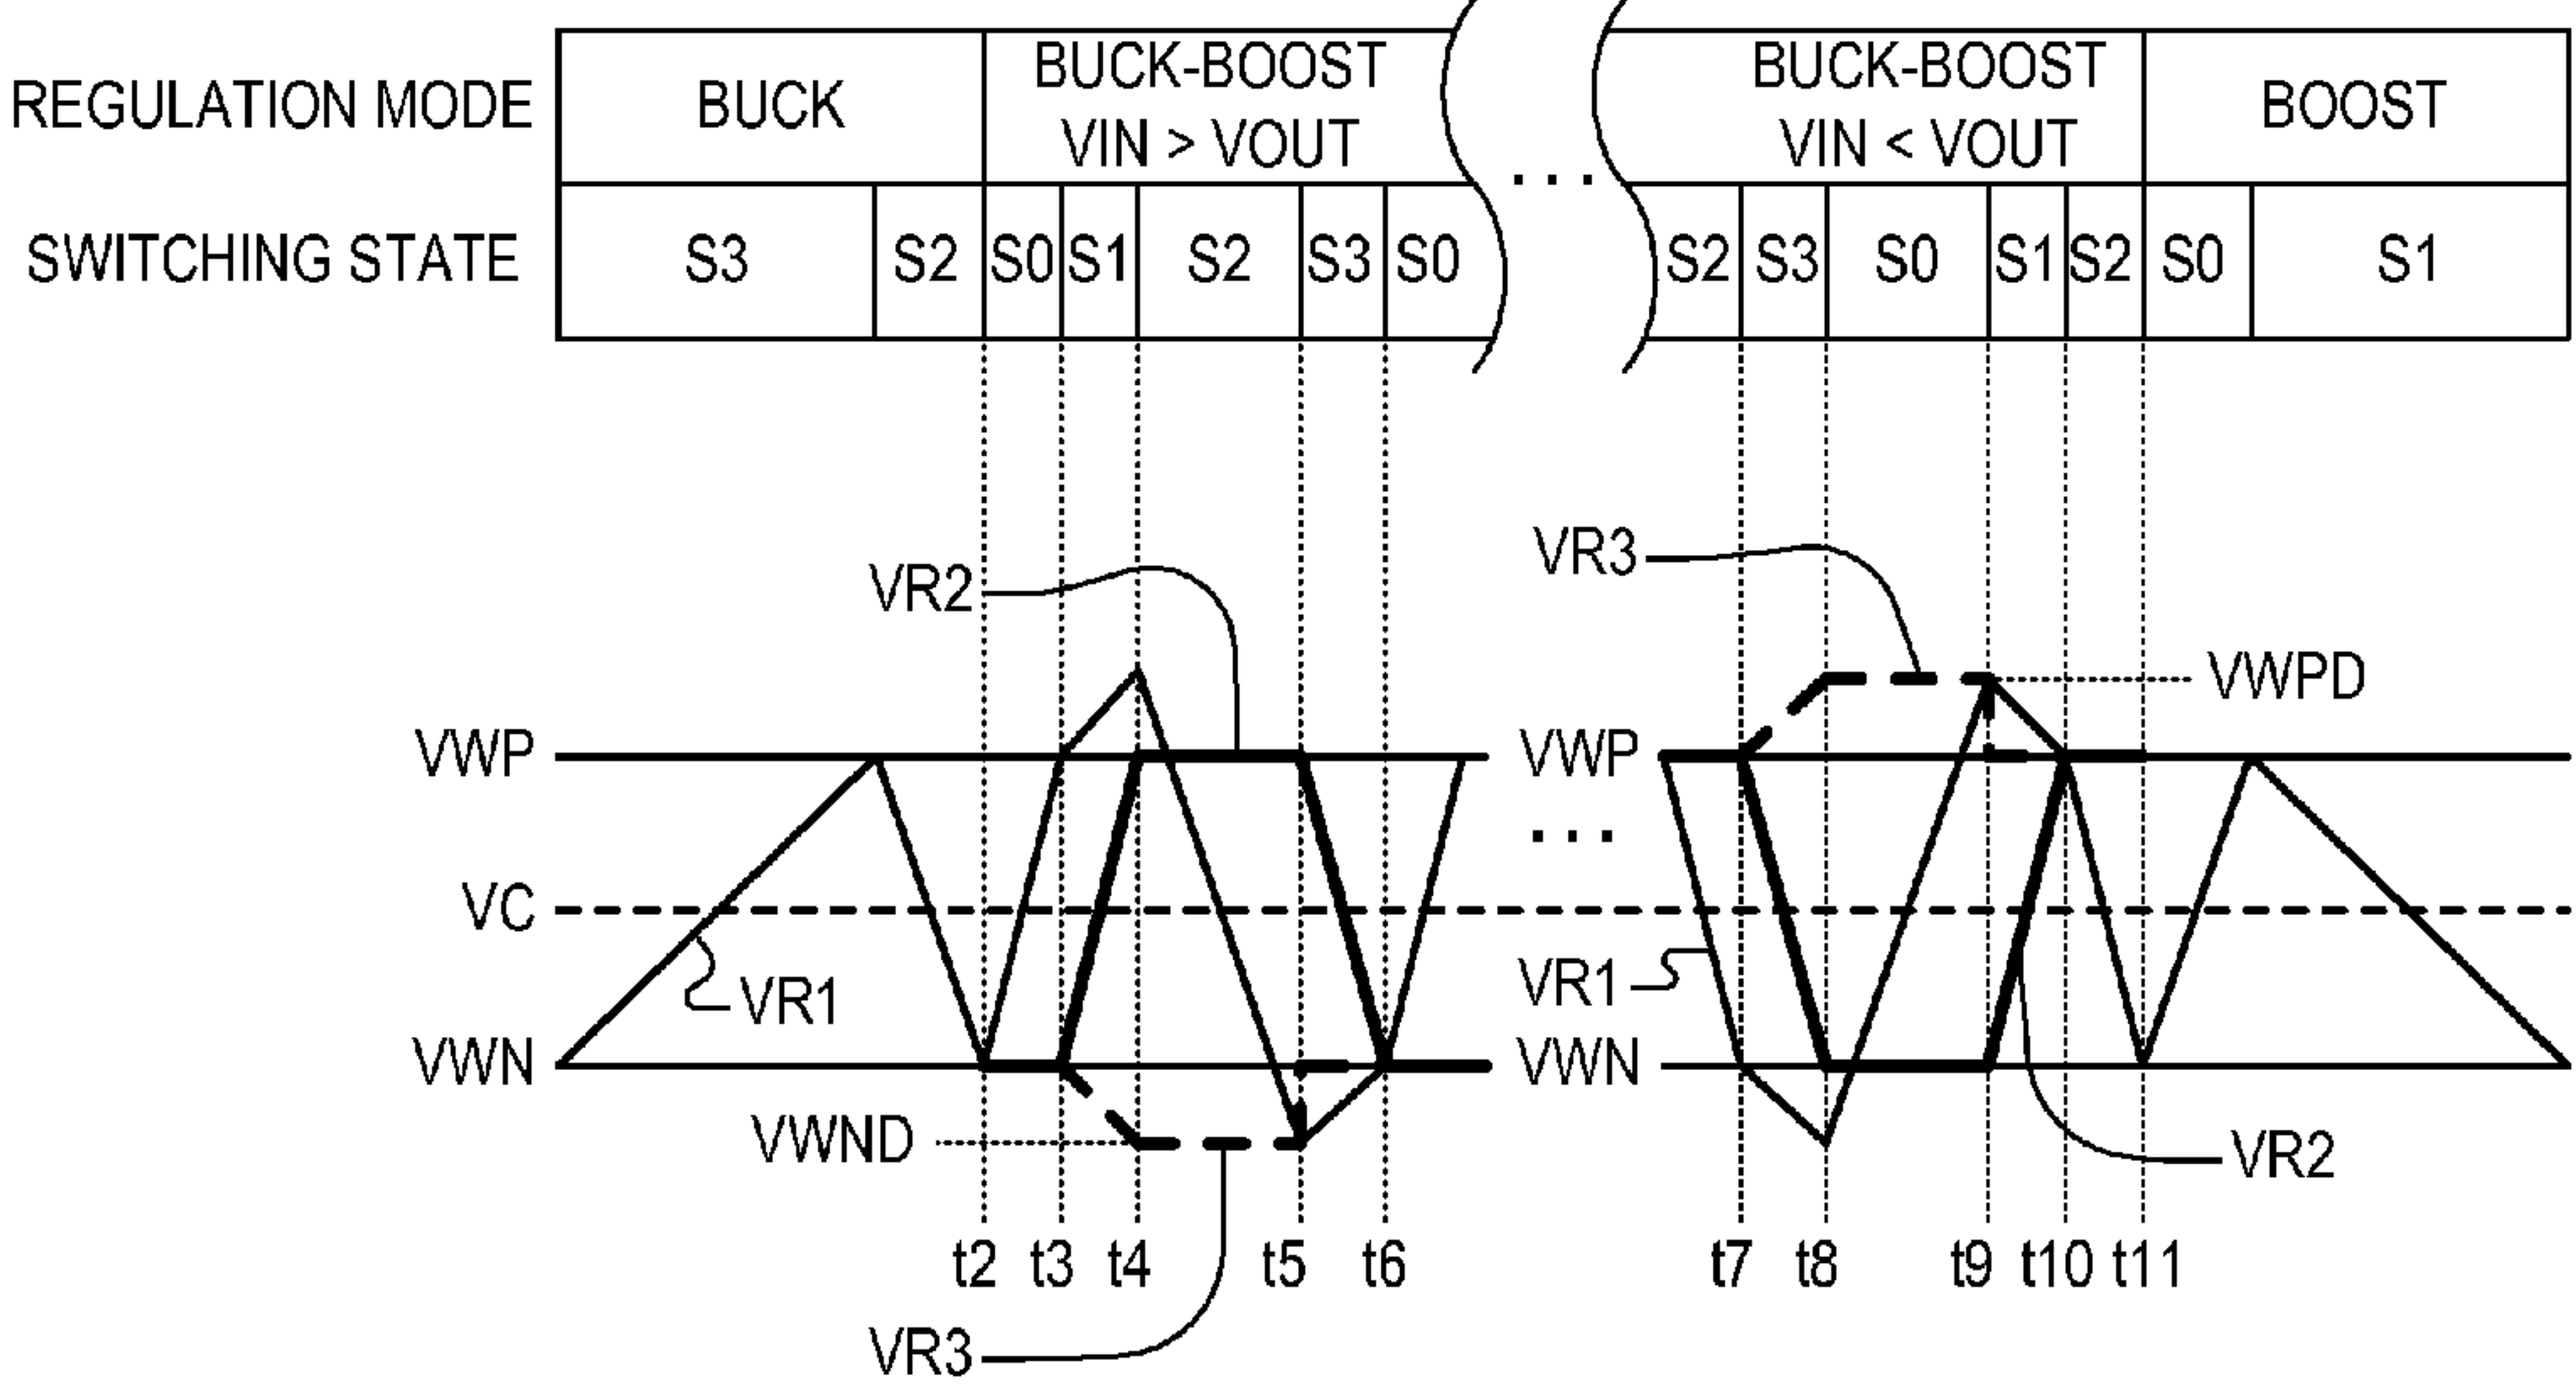 REGULATION MODE
BUCK
BUCK-BOOST
VIN > VOUT
...
BUCK-BOOST
VIN < VOUT
BOOST
SWITCHING STATE
S3 S2 S0 S1 S2 S3 S0 S2 S3 S0 S1 S2 S0 S1
VR2
VR3
VWPD
VWP
VWP
...
VC
VR1
VR1
VWN
VWN
VWND
VR2
t2 t3 t4 t5 t6 t7 t8 t9 t10 t11
VR3